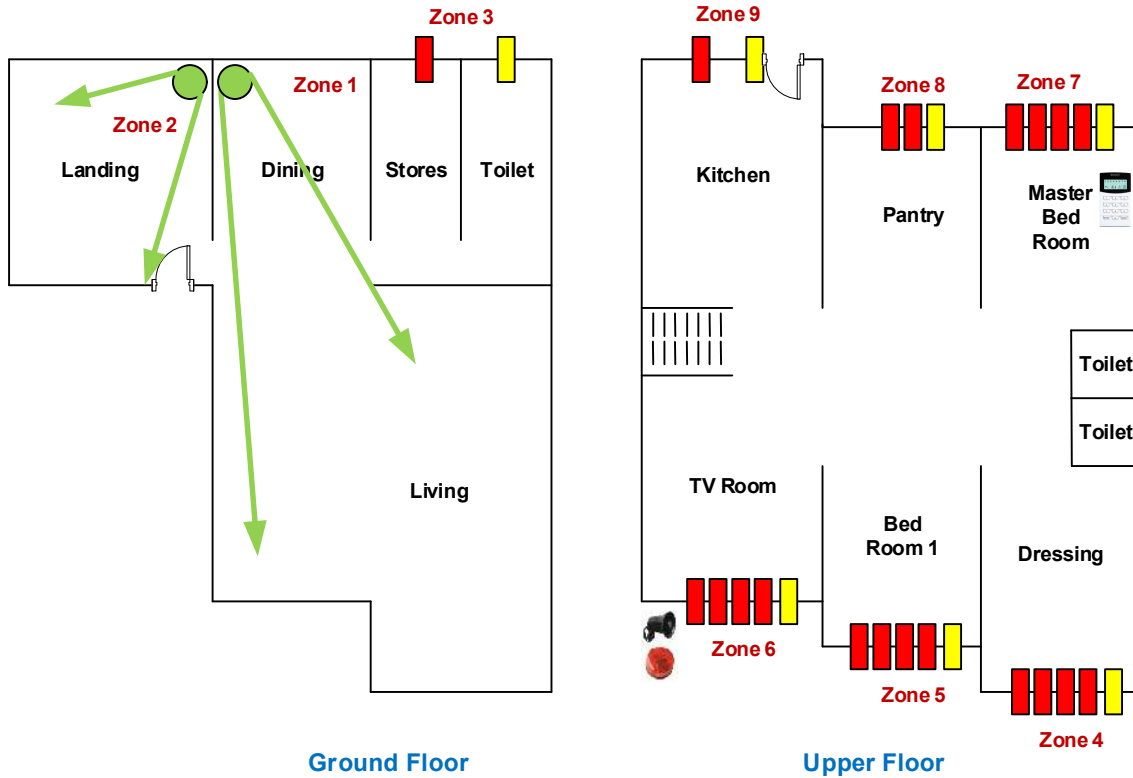 Zone 3
Zone 1
Zone 2
Landing
Dining
Stores
Toilet
Living
Ground Floor
Zone 9
Zone 8
Zone 7
Kitchen
Pantry
Master
Bed
Room
Toilet
Toilet
TV Room
Bed
Room 1
Dressing
Zone 6
Zone 5
Zone 4
Upper Floor